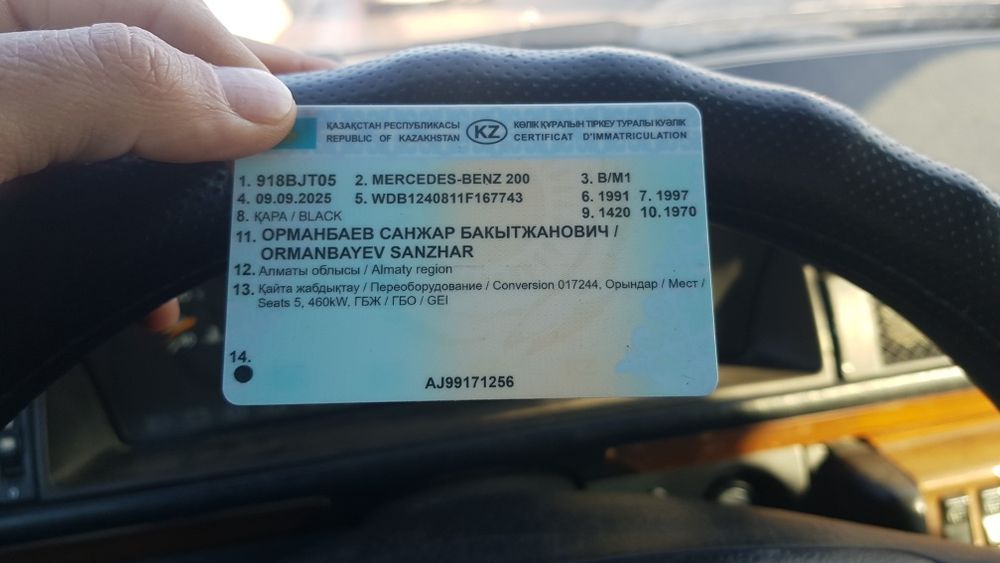 ҚАЗАҚСТАН РЕСПУБЛИКАСЫ KZ КӨЛІК ҚҰРАЛЫН ТІРКЕУ ТУРАЛЫ КУӘЛІК
REPUBLIC OF KAZAKHSTAN CERTIFICAT D'IMMATRICULATION
1. 918BJT05 2. MERCEDES-BENZ 200 3. B/M1
4. 09.09.2025 5. WDB1240811F167743 6. 1991 7. 1997
8. ҚАРА / BLACK 9. 1420 10. 1970
11. ОРМАНБАЕВ САНЖАР БАКЫТЖАНОВИЧ /
ORMANBAYEV SANZHAR
12. Алматы облысы / Almaty region
13. Қайта жабдықтау / Переоборудование / Conversion 017244, Орындар / Мест /
Seats 5, 460kW, ГБЖ / ГБО / GEI
14.
AJ99171256